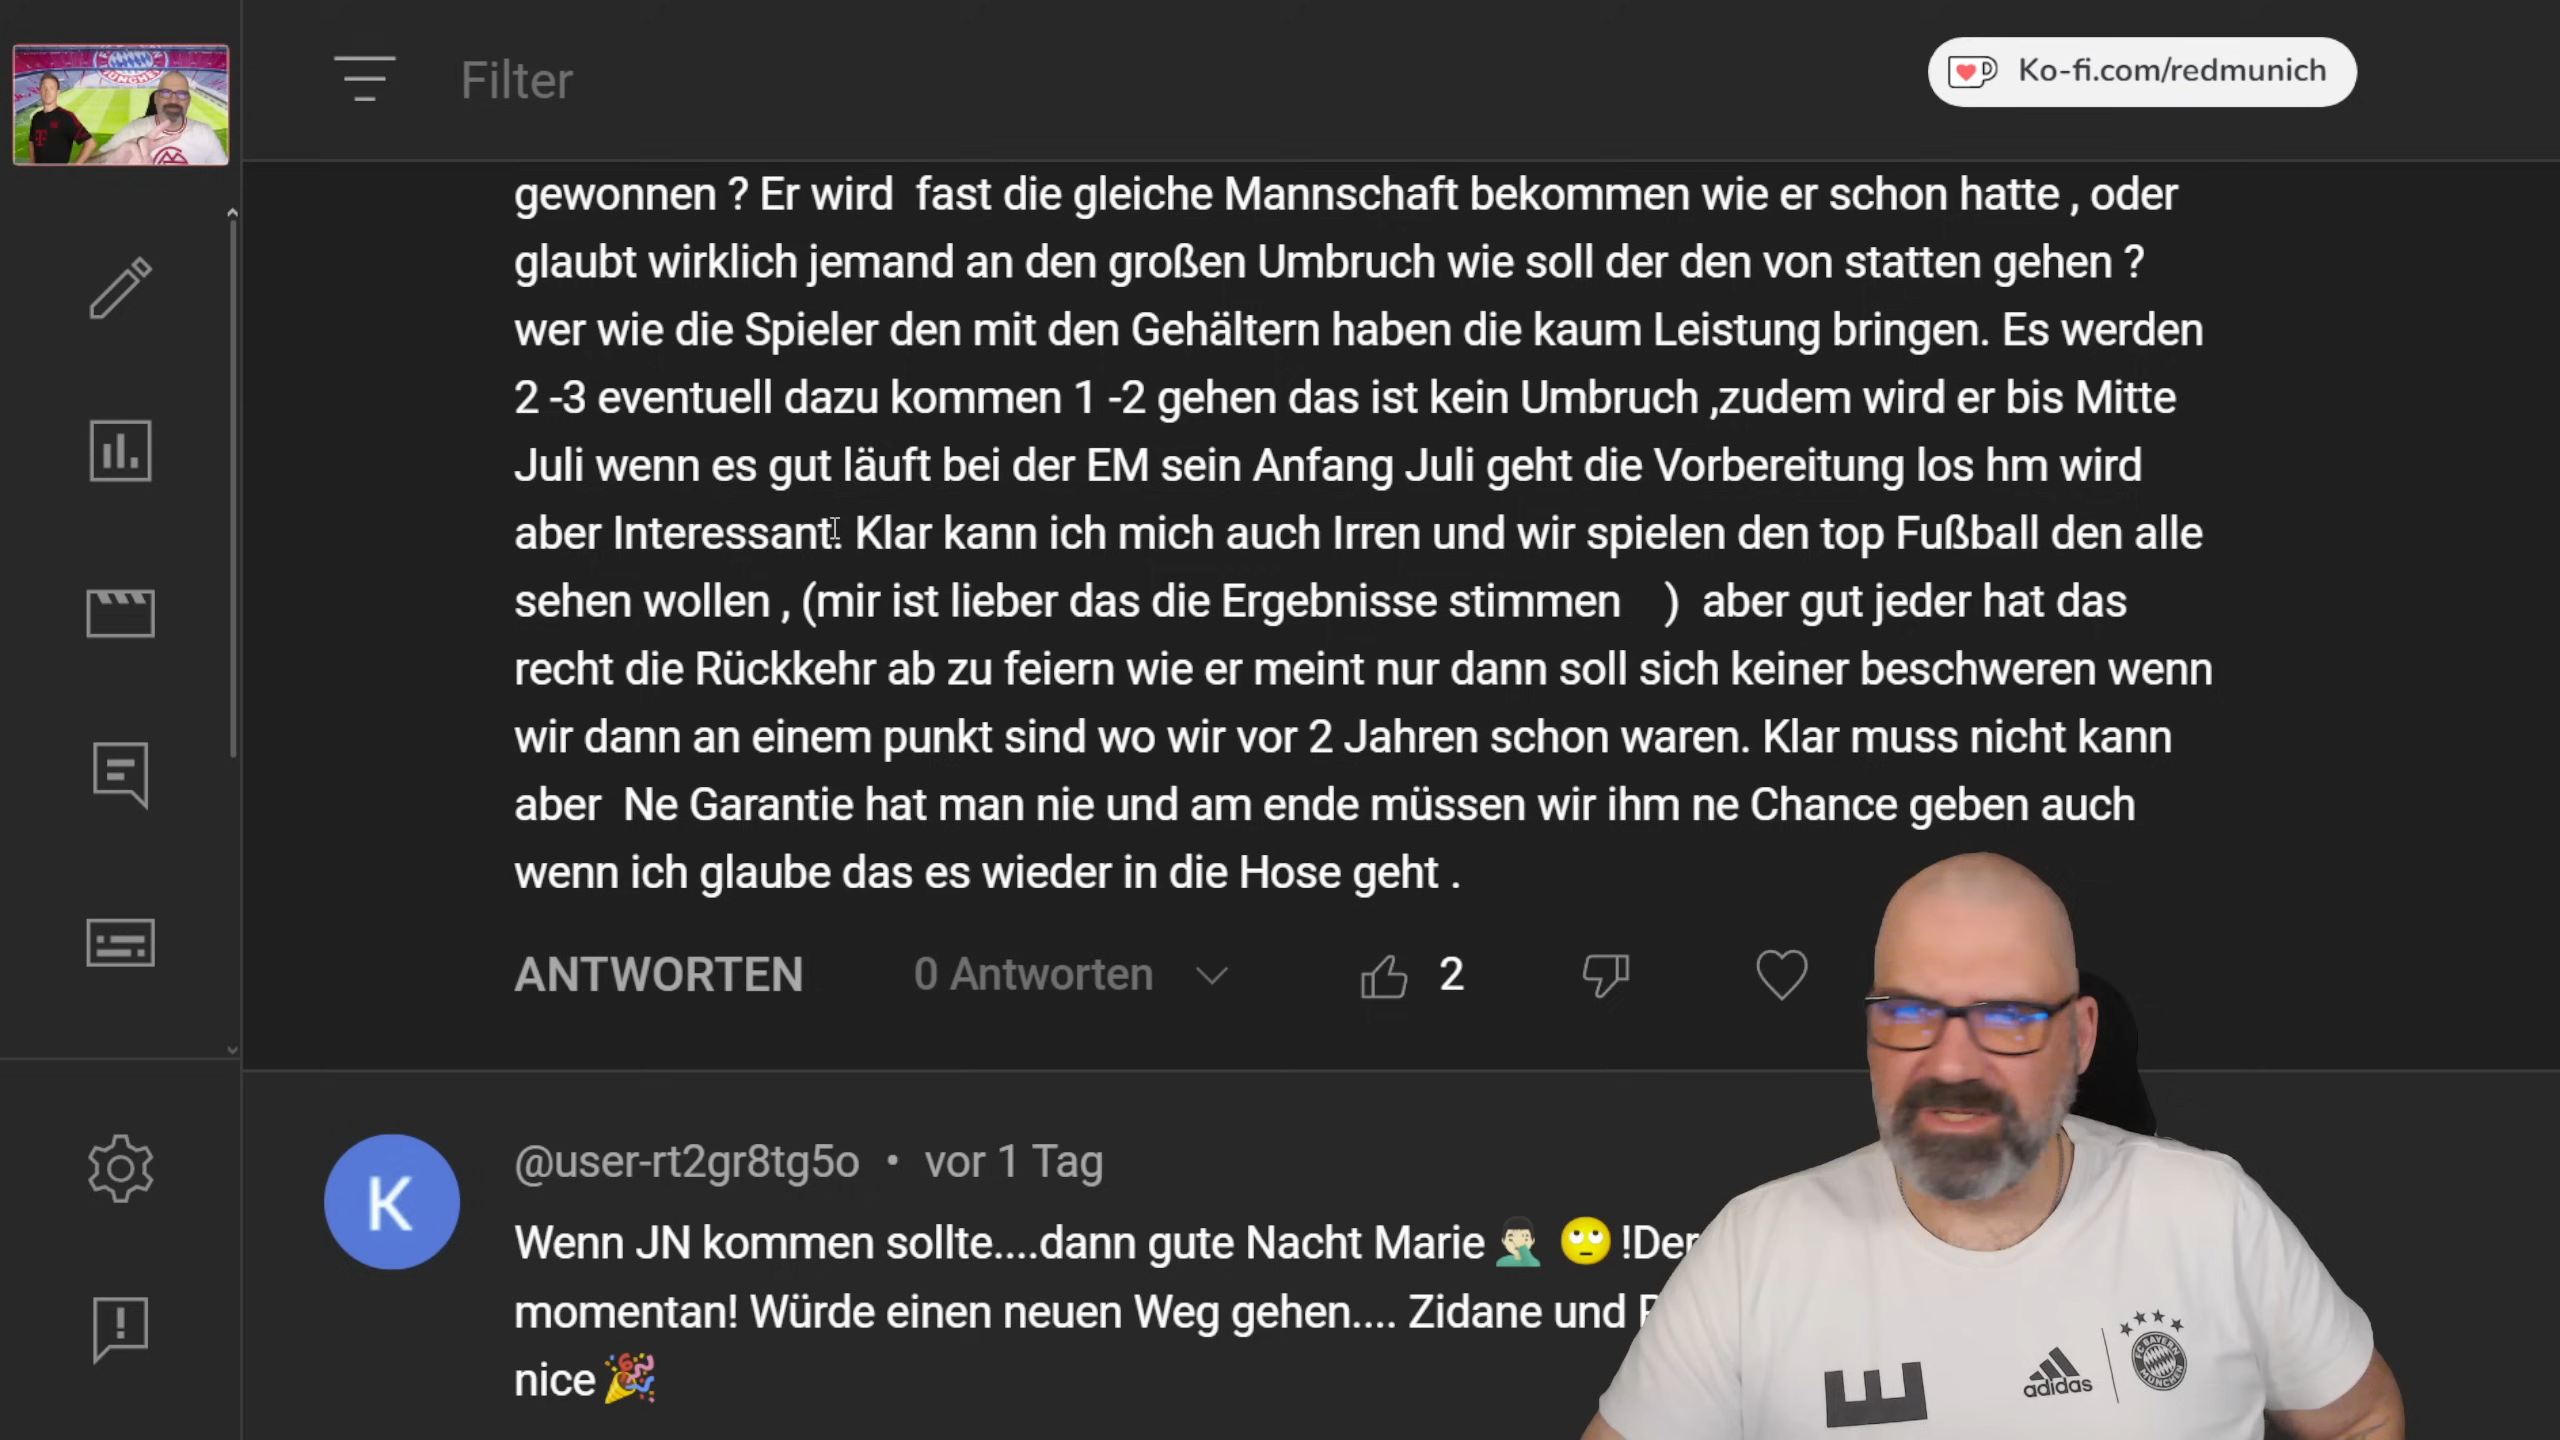 Filter
Ko-fi.com/redmunich
gewonnen ? Er wird  fast die gleiche Mannschaft bekommen wie er schon hatte , oder
glaubt wirklich jemand an den großen Umbruch wie soll der den von statten gehen ?
wer wie die Spieler den mit den Gehältern haben die kaum Leistung bringen. Es werden
2 -3 eventuell dazu kommen 1 -2 gehen das ist kein Umbruch ,zudem wird er bis Mitte
Juli wenn es gut läuft bei der EM sein Anfang Juli geht die Vorbereitung los hm wird
aber Interessant. Klar kann ich mich auch Irren und wir spielen den top Fußball den alle
sehen wollen , (mir ist lieber das die Ergebnisse stimmen    )  aber gut jeder hat das
recht die Rückkehr ab zu feiern wie er meint nur dann soll sich keiner beschweren wenn
wir dann an einem punkt sind wo wir vor 2 Jahren schon waren. Klar muss nicht kann
aber  Ne Garantie hat man nie und am ende müssen wir ihm ne Chance geben auch
wenn ich glaube das es wieder in die Hose geht .
ANTWORTEN 0 Antworten 2
K
@user-rt2gr8tg5o • vor 1 Tag
Wenn JN kommen sollte....dann gute Nacht Marie🤦🏻‍♂️ 🙄 !Der
momentan! Würde einen neuen Weg gehen.... Zidane und
nice🎉
E
adidas
FC BAYERN
MÜNCHEN